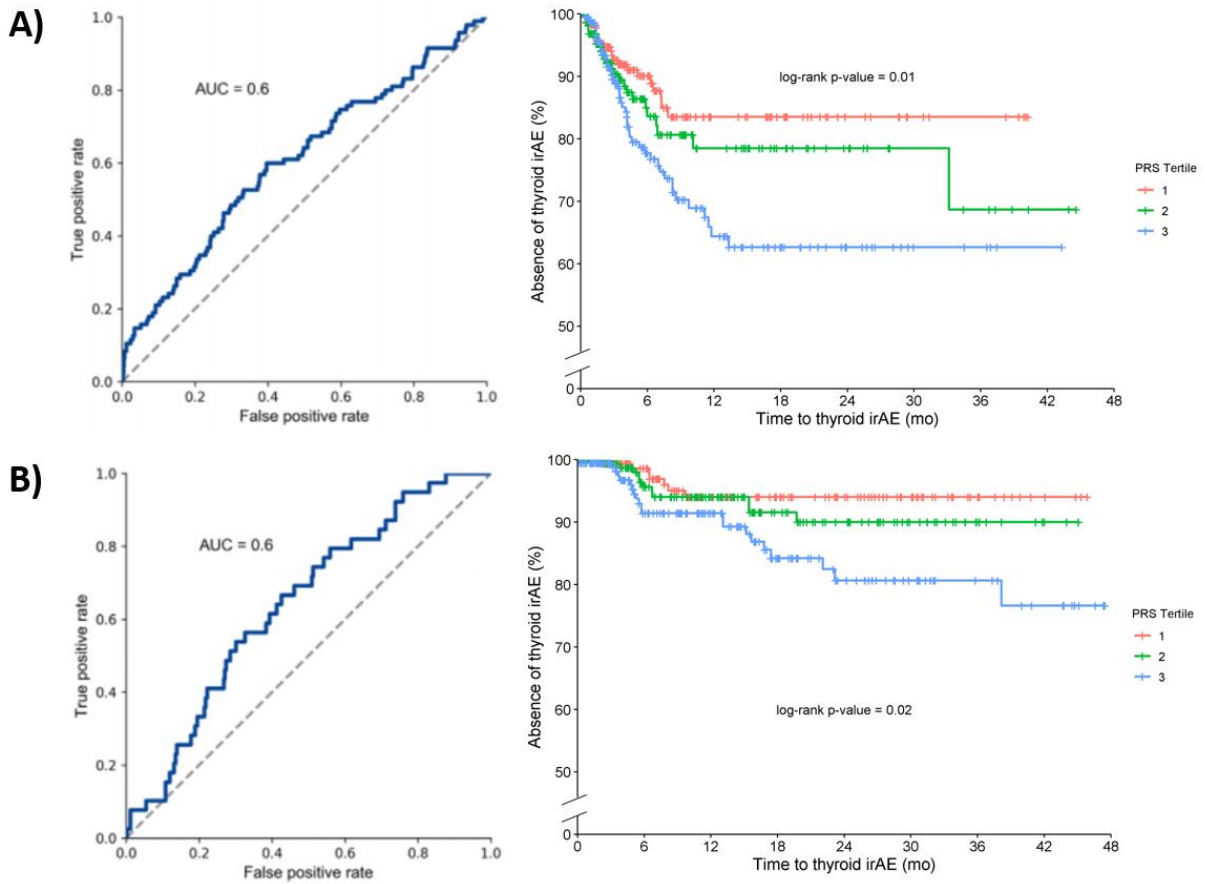 A)
1.0
0.8
0.6
0.4
0.2
0.0
True positive rate
AUC = 0.6
0.0 0.2 0.4 0.6 0.8 1.0
False positive rate
100
90
80
70
60
50
0
Absence of thyroid irAE (%)
log-rank p-value = 0.01
0 6 12 18 24 30 36 42 48
Time to thyroid irAE (mo)
PRS Tertile
1
2
3
B)
1.0
0.8
0.6
0.4
0.2
0.0
True positive rate
AUC = 0.6
0.0 0.2 0.4 0.6 0.8 1.0
False positive rate
100
90
80
70
60
50
0
Absence of thyroid irAE (%)
log-rank p-value = 0.02
0 6 12 18 24 30 36 42 48
Time to thyroid irAE (mo)
PRS Tertile
1
2
3